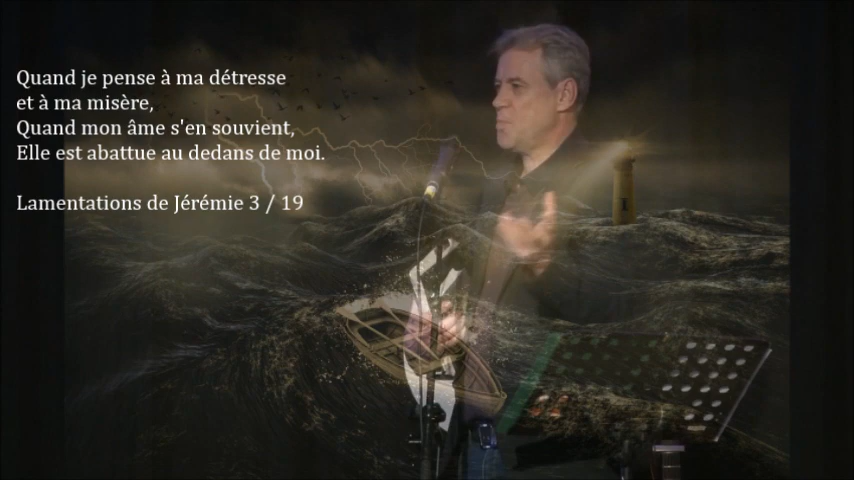 Quand je pense à ma détresse
et à ma misère,
Quand mon âme s'en souvient,
Elle est abattue au dedans de moi.
Lamentations de Jérémie 3 / 19